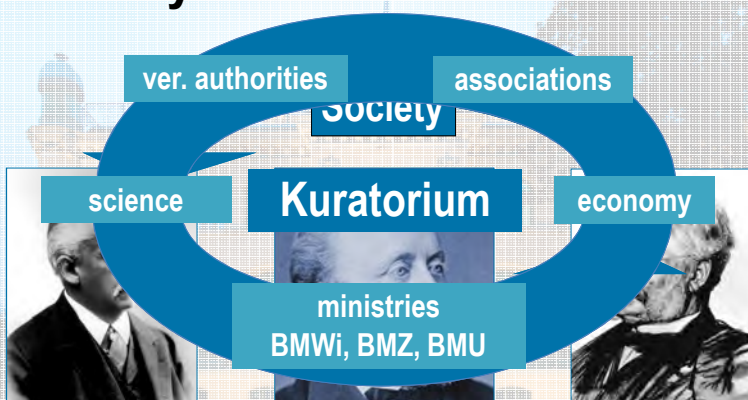 ver. authorities
associations
Society
science
Kuratorium
economy
ministries
BMWi, BMZ, BMU